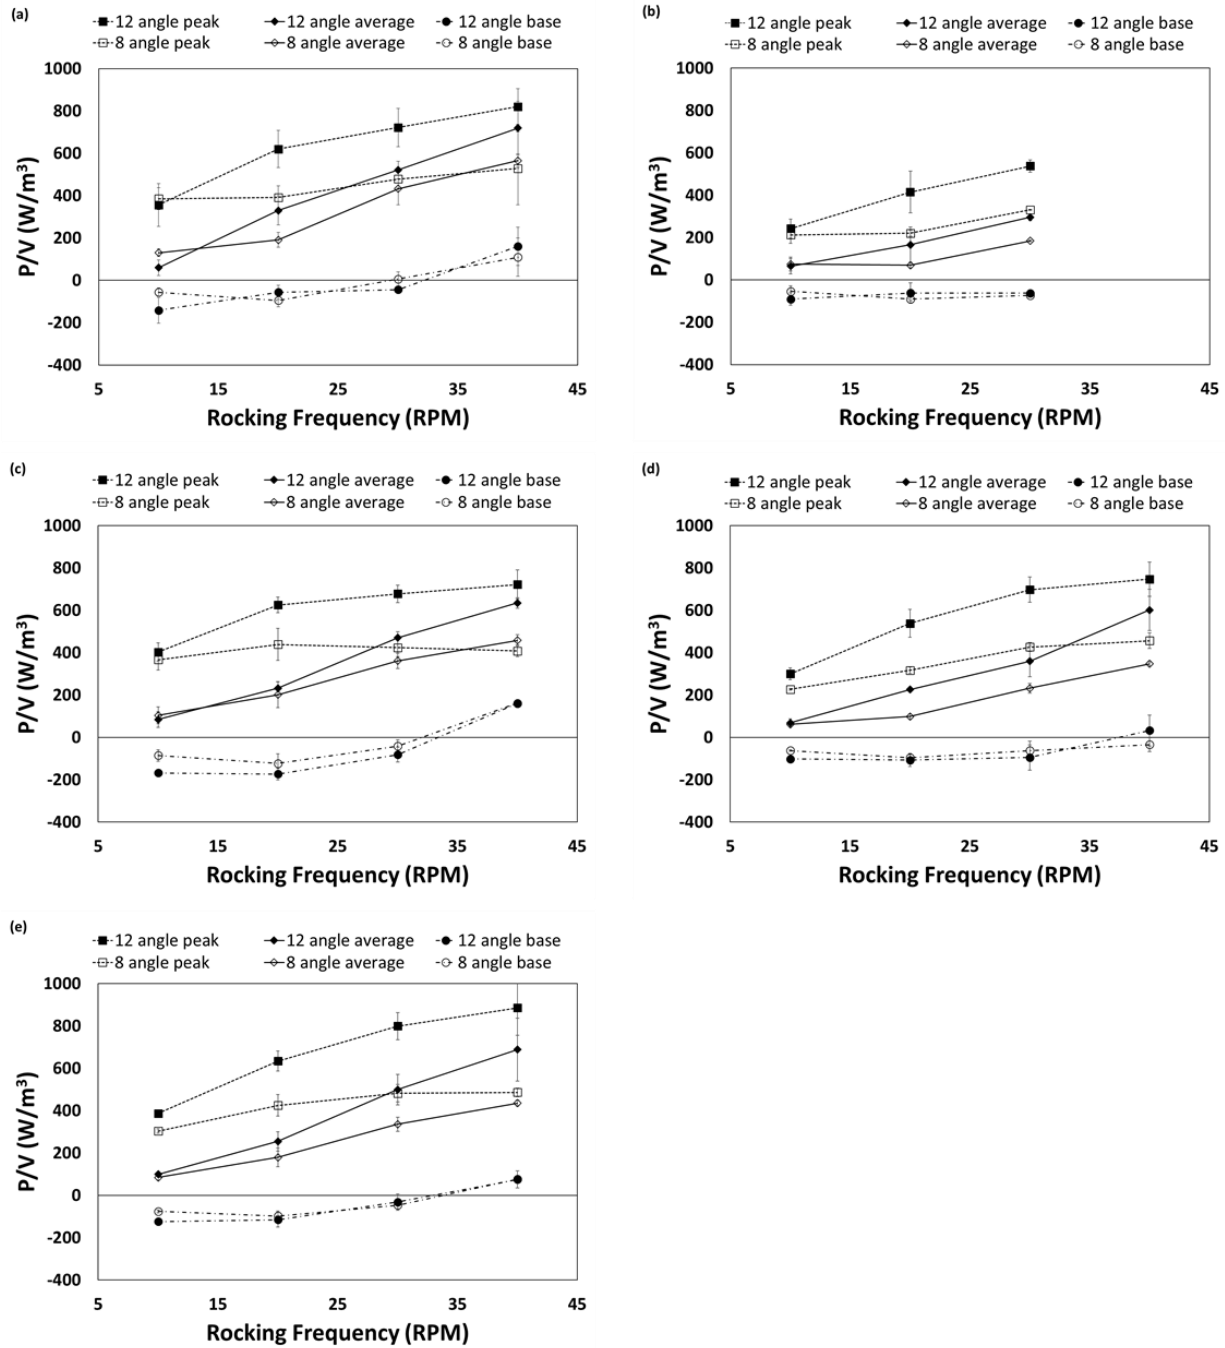 (a)
12 angle peak 12 angle average 12 angle base
8 angle peak 8 angle average 8 angle base
1000
800
600
400
200
0
-200
-400
P/V (W/m³)
5 15 25 35 45
Rocking Frequency (RPM)
(b)
12 angle peak 12 angle average 12 angle base
8 angle peak 8 angle average 8 angle base
1000
800
600
400
200
0
-200
-400
P/V (W/m³)
5 15 25 35 45
Rocking Frequency (RPM)
(c)
12 angle peak 12 angle average 12 angle base
8 angle peak 8 angle average 8 angle base
1000
800
600
400
200
0
-200
-400
P/V (W/m³)
5 15 25 35 45
Rocking Frequency (RPM)
(d)
12 angle peak 12 angle average 12 angle base
8 angle peak 8 angle average 8 angle base
1000
800
600
400
200
0
-200
-400
P/V (W/m³)
5 15 25 35 45
Rocking Frequency (RPM)
(e)
12 angle peak 12 angle average 12 angle base
8 angle peak 8 angle average 8 angle base
1000
800
600
400
200
0
-200
-400
P/V (W/m³)
5 15 25 35 45
Rocking Frequency (RPM)